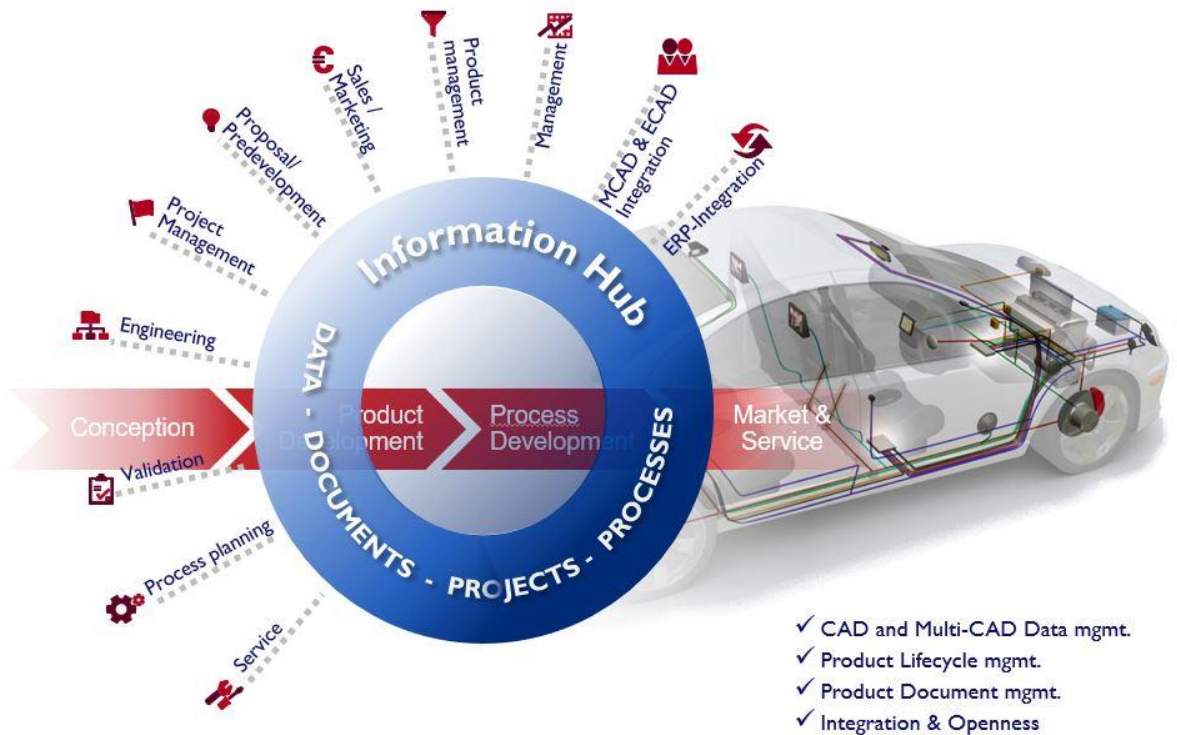 Product
management
Management
Sales /
Marketing
MCAD & ECAD
Integration
Proposal/
Predevelopment
ERP-Integration
Project
Management
Information Hub
Engineering
DATA - DOCUMENTS - PROJECTS - PROCESSES
Conception
Product
Development
Process
Development
Market &
Service
Validation
Process planning
Service
✓ CAD and Multi-CAD Data mgmt.
✓ Product Lifecycle mgmt.
✓ Product Document mgmt.
✓ Integration & Openness